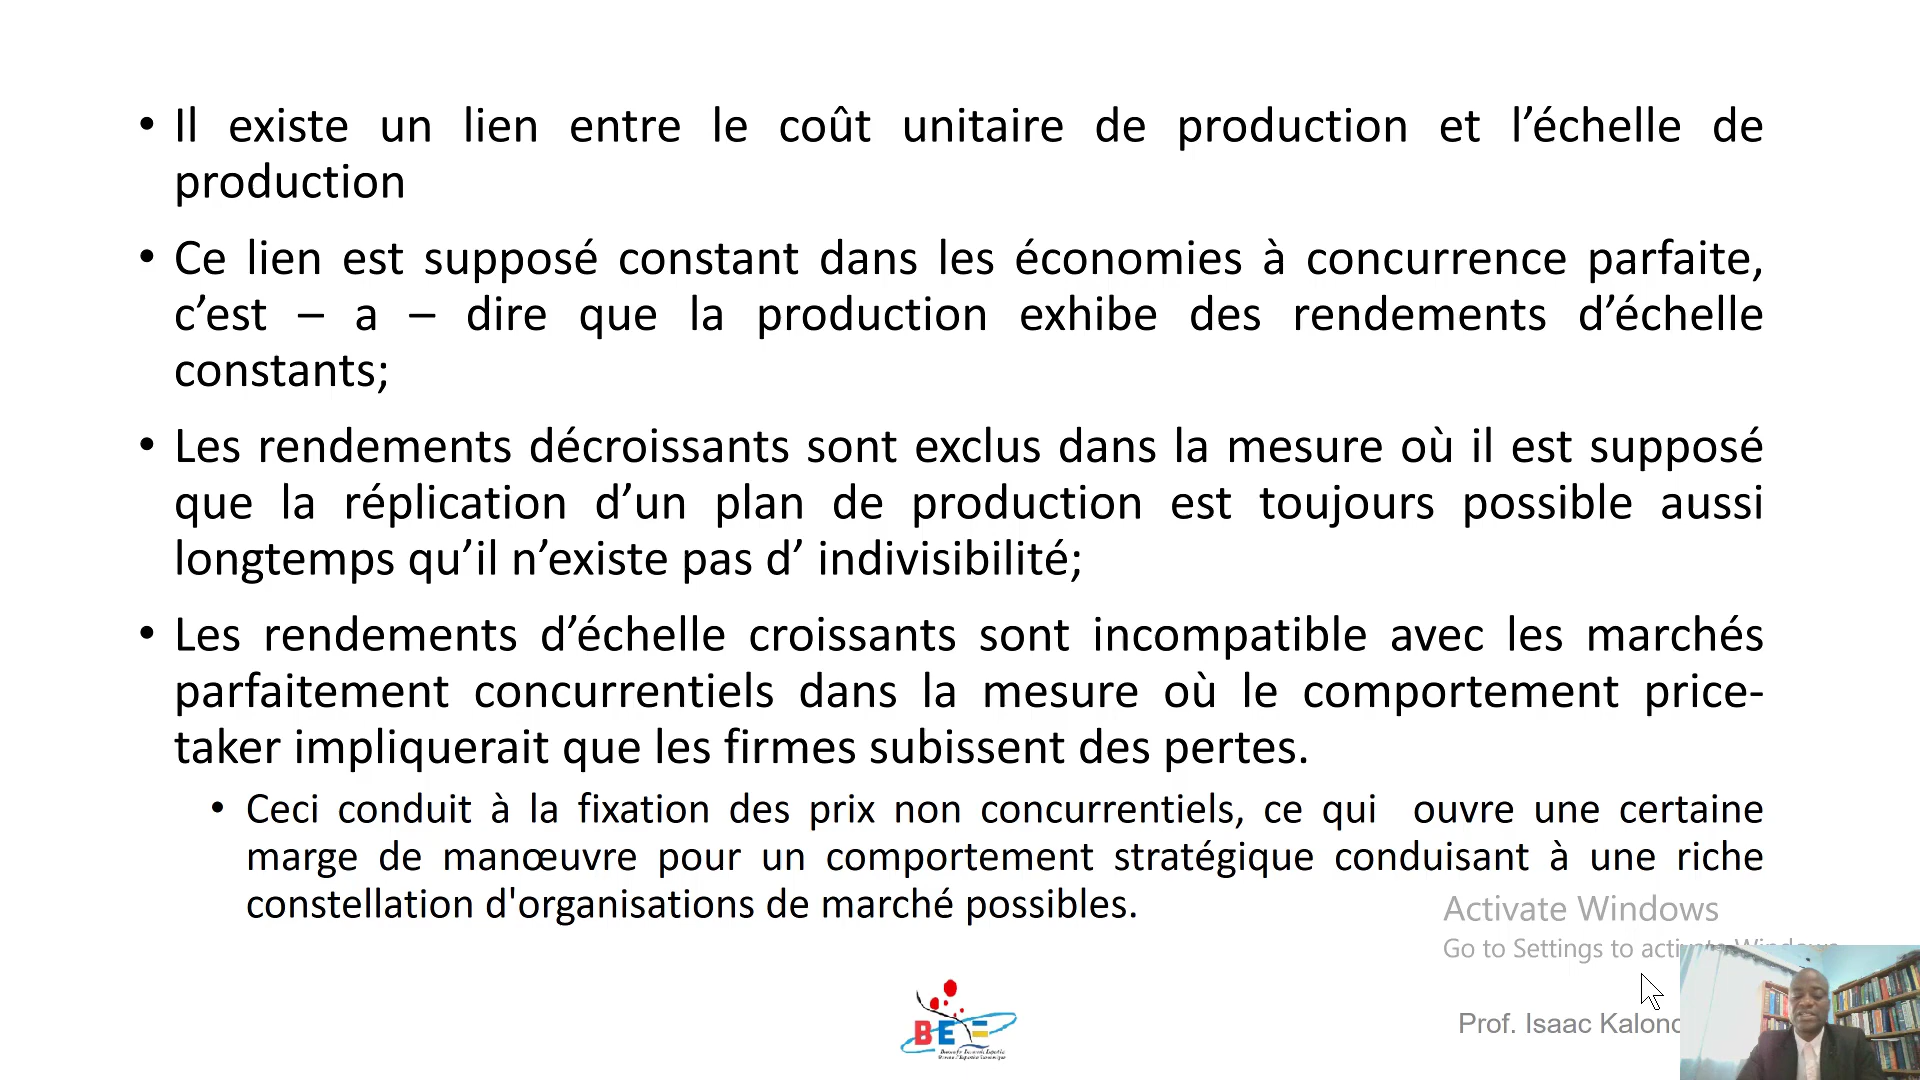 • Il existe un lien entre le coût unitaire de production et l’échelle de
production
• Ce lien est supposé constant dans les économies à concurrence parfaite,
c’est – a – dire que la production exhibe des rendements d’échelle
constants;
• Les rendements décroissants sont exclus dans la mesure où il est supposé
que la réplication d’un plan de production est toujours possible aussi
longtemps qu’il n’existe pas d’ indivisibilité;
• Les rendements d’échelle croissants sont incompatible avec les marchés
parfaitement concurrentiels dans la mesure où le comportement price-
taker impliquerait que les firmes subissent des pertes.
• Ceci conduit à la fixation des prix non concurrentiels, ce qui ouvre une certaine
marge de manœuvre pour un comportement stratégique conduisant à une riche
constellation d'organisations de marché possibles.
Activate Windows
Go to Settings to activate Windows.
Prof. Isaac
BEE